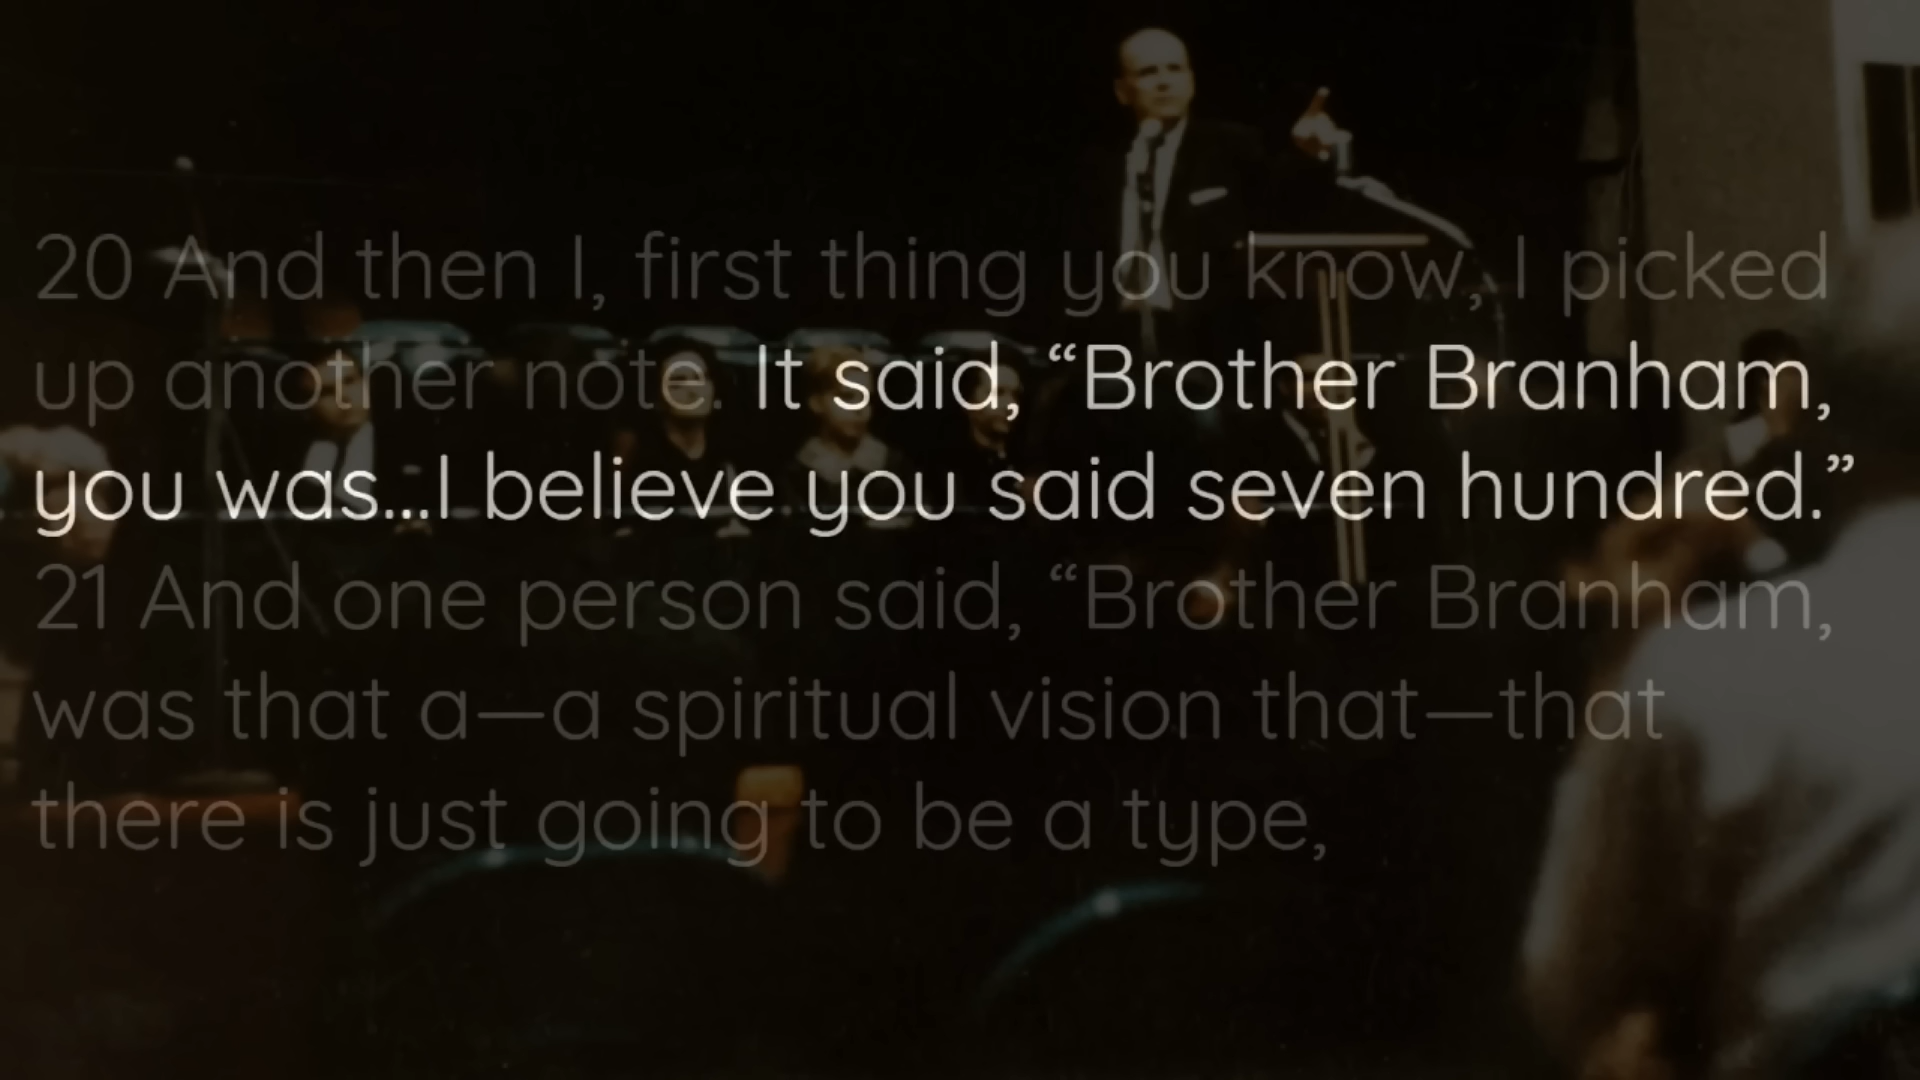 20 And then I, first thing you know, I picked
up another note. It said, “Brother Branham,
you was...I believe you said seven hundred.”
21 And one person said, “Brother Branham,
was that a—a spiritual vision that—that
there is just going to be a type,